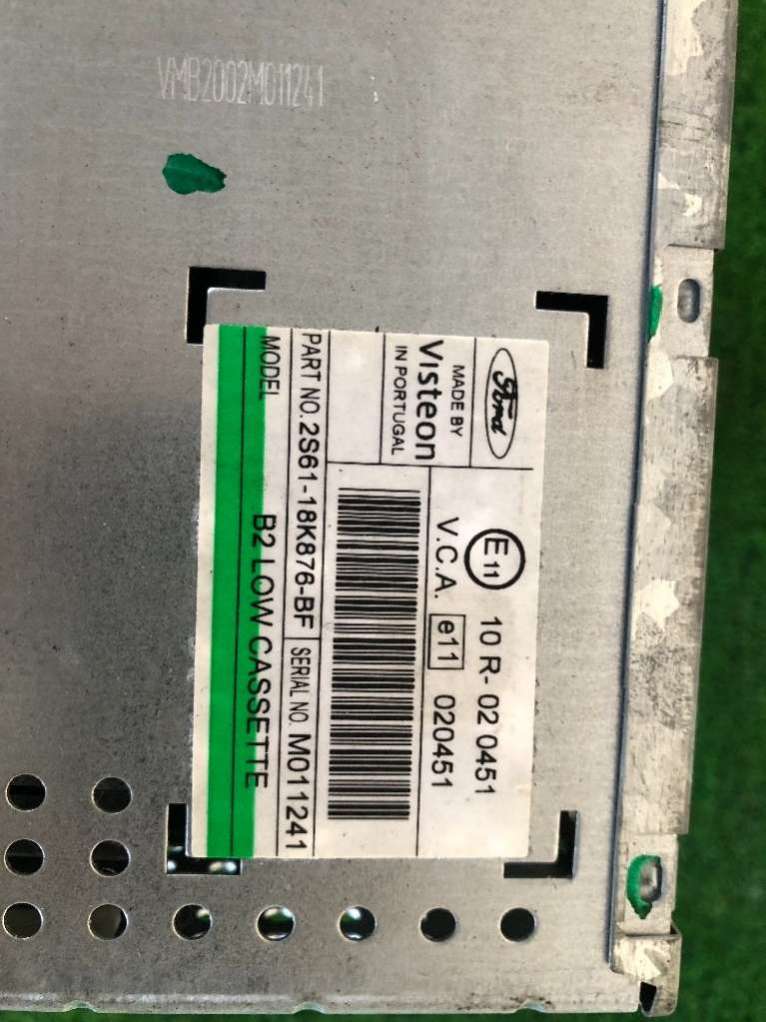 VMB2002M011241
Ford
MADE BY
Visteon
IN PORTUGAL
E11 10 R- 02 0451
V.C.A. e11 020451
PART NO. 2S61-18K876-BF SERIAL NO. M011241
MODEL B2 LOW CASSETTE